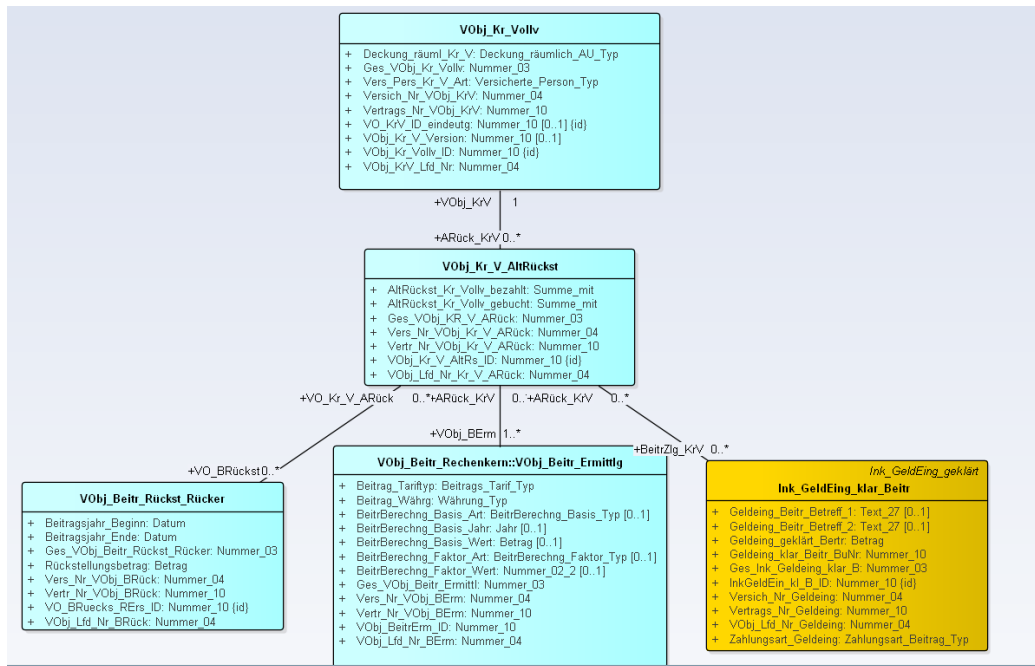 VObj_Kr_Vollv
+ Deckung_räuml_Kr_V: Deckung_räumlich_AU_Typ
+ Ges_VObj_Kr_Vollv: Nummer_03
+ Vers_Pers_Kr_V_Art: Versicherte_Person_Typ
+ Versich_Nr_VObj_KrV: Nummer_04
+ Vertrags_Nr_VObj_KrV: Nummer_10
+ VO_KrV_ID_eindeutg: Nummer_10 [0..1] {id}
+ VObj_Kr_V_Version: Nummer_10 [0..1]
+ VObj_Kr_Vollv_ID: Nummer_10 {id}
+ VObj_KrV_Lfd_Nr: Nummer_04
+VObj_KrV 1
+ARück_KrV 0..*
VObj_Kr_V_AltRückst
+ AltRückst_Kr_Vollv_bezahlt: Summe_mit
+ AltRückst_Kr_Vollv_gebucht: Summe_mit
+ Ges_VObj_KR_V_ARück: Nummer_03
+ Vers_Nr_VObj_Kr_V_ARück: Nummer_04
+ Vertr_Nr_VObj_Kr_V_ARück: Nummer_10
+ VObj_Kr_V_AltRs_ID: Nummer_10 {id}
+ VObj_Lfd_Nr_Kr_V_ARück: Nummer_04
+VO_Kr_V_ARück 0..* +ARück_KrV 0.. +ARück_KrV 0..*
+VObj_BErm 1..*
+BeitrZlg_KrV 0..*
+VO_BRückst 0..*
VObj_Beitr_Rückst_Rücker
+ Beitragsjahr_Beginn: Datum
+ Beitragsjahr_Ende: Datum
+ Ges_VObj_Beitr_Rückst_Rücker: Nummer_03
+ Rückstellungsbetrag: Betrag
+ Vers_Nr_VObj_BRück: Nummer_04
+ Vertr_Nr_VObj_BRück: Nummer_10
+ VO_BRuecks_RErs_ID: Nummer_10 {id}
+ VObj_Lfd_Nr_BRück: Nummer_04
VObj_Beitr_Rechenkern::VObj_Beitr_Ermittlg
+ Beitrag_Tariftyp: Beitrags_Tarif_Typ
+ Beitrag_Währg: Währung_Typ
+ BeitrBerechng_Basis_Art: BeitrBerechng_Basis_Typ [0..1]
+ BeitrBerechng_Basis_Jahr: Jahr [0..1]
+ BeitrBerechng_Basis_Wert: Betrag [0..1]
+ BeitrBerechng_Faktor_Art: BeitrBerechng_Faktor_Typ [0..1]
+ BeitrBerechng_Faktor_Wert: Nummer_02_2 [0..1]
+ Ges_VObj_Beitr_Ermittl: Nummer_03
+ Vers_Nr_VObj_BErm: Nummer_04
+ Vertr_Nr_VObj_BErm: Nummer_10
+ VObj_BeitrErm_ID: Nummer_10
+ VObj_Lfd_Nr_BErm: Nummer_04
Ink_GeldEing_geklärt
Ink_GeldEing_klar_Beitr
+ Geldeing_Beitr_Betreff_1: Text_27 [0..1]
+ Geldeing_Beitr_Betreff_2: Text_27 [0..1]
+ Geldeing_geklärt_Bertr: Betrag
+ Geldeing_klar_Beitr_BuNr: Nummer_10
+ Ges_Ink_Geldeing_klar_B: Nummer_03
+ InkGeldEin_kl_B_ID: Nummer_10 {id}
+ Versich_Nr_Geldeing: Nummer_04
+ Vertrags_Nr_Geldeing: Nummer_10
+ VObj_Lfd_Nr_Geldeing: Nummer_04
+ Zahlungsart_Geldeing: Zahlungsart_Beitrag_Typ